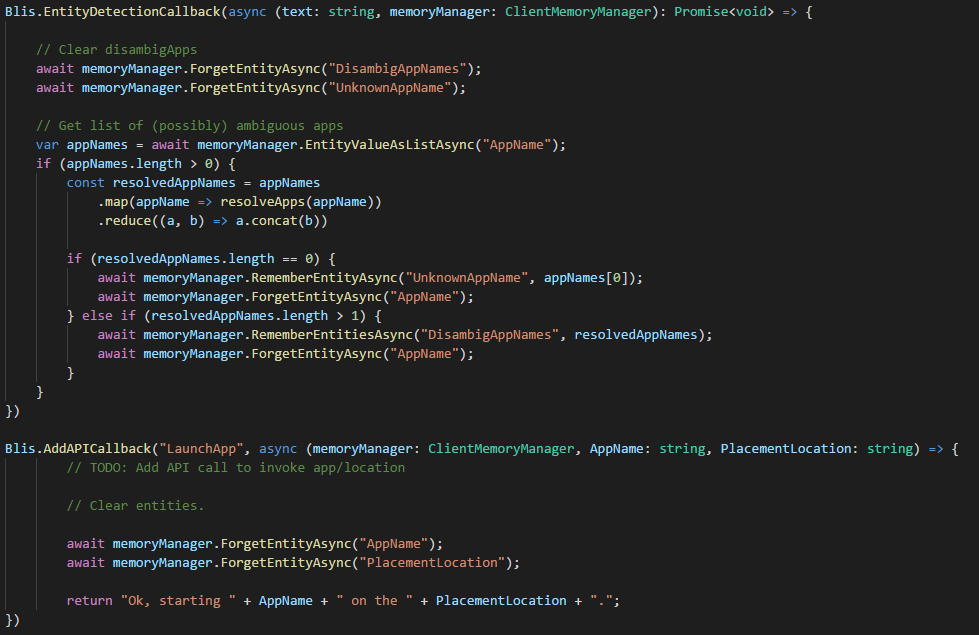 Blis.EntityDetectionCallback(async (text: string, memoryManager: ClientMemoryManager): Promise<void> => {
// Clear disambigApps
await memoryManager.ForgetEntityAsync("DisambigAppNames");
await memoryManager.ForgetEntityAsync("UnknownAppName");
// Get list of (possibly) ambiguous apps
var appNames = await memoryManager.EntityValueAsListAsync("AppName");
if (appNames.length > 0) {
const resolvedAppNames = appNames
.map(appName => resolveApps(appName))
.reduce((a, b) => a.concat(b))
if (resolvedAppNames.length == 0) {
await memoryManager.RememberEntityAsync("UnknownAppName", appNames[0]);
await memoryManager.ForgetEntityAsync("AppName");
} else if (resolvedAppNames.length > 1) {
await memoryManager.RememberEntitiesAsync("DisambigAppNames", resolvedAppNames);
await memoryManager.ForgetEntityAsync("AppName");
}
}
})
Blis.AddAPICallback("LaunchApp", async (memoryManager: ClientMemoryManager, AppName: string, PlacementLocation: string) => {
// TODO: Add API call to invoke app/location
// Clear entities.
await memoryManager.ForgetEntityAsync("AppName");
await memoryManager.ForgetEntityAsync("PlacementLocation");
return "Ok, starting " + AppName + " on the " + PlacementLocation + ".";
})